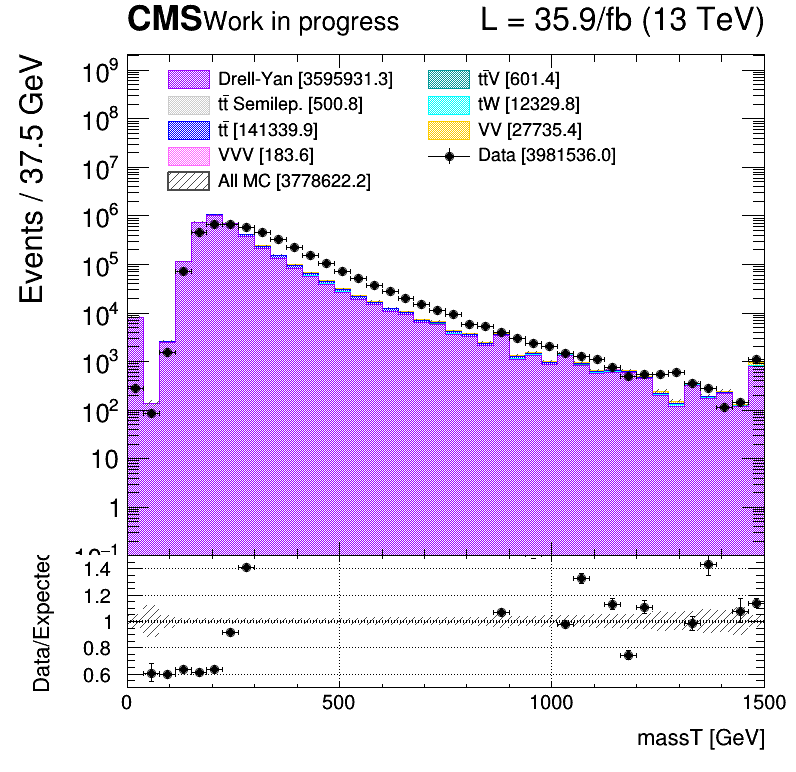 CMS Work in progress L = 35.9/fb (13 TeV)
Events / 37.5 GeV
10⁹
10⁸
10⁷
10⁶
10⁵
10⁴
10³
10²
10
1
10⁻¹
Drell-Yan [3595931.3]
tt̄ Semilep. [500.8]
tt̄ [141339.9]
VVV [183.6]
All MC [3778622.2]
tt̄V [601.4]
tW [12329.8]
VV [27735.4]
Data [3981536.0]
Data/Expected
1.4
1.2
1
0.8
0.6
0 500 1000 1500
massT [GeV]